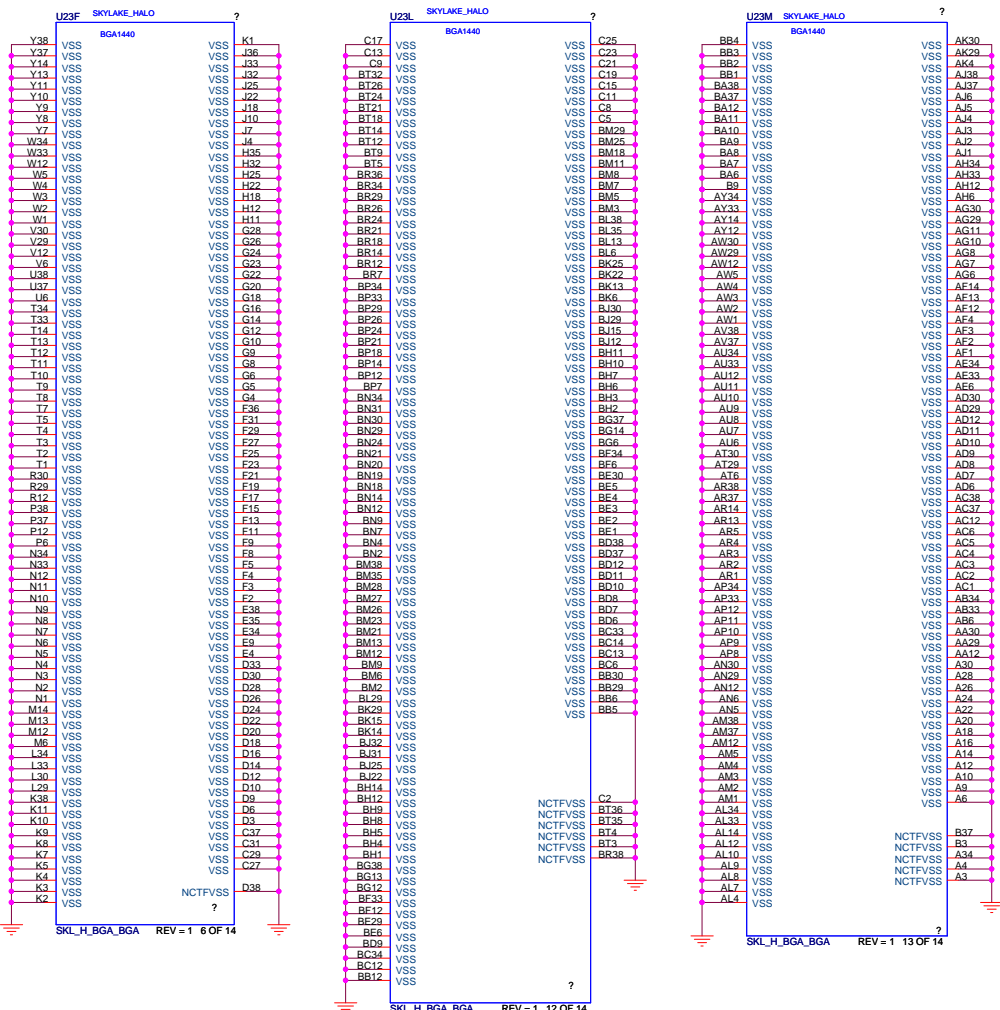 U23F SKYLAKE_HALO ?
BGA1440
Y38 VSS VSS K1
Y37 VSS VSS J36
Y14 VSS VSS J33
Y13 VSS VSS J32
Y11 VSS VSS J25
Y10 VSS VSS J22
Y9 VSS VSS J18
Y8 VSS VSS J10
Y7 VSS VSS J7
W34 VSS VSS J4
W33 VSS VSS H35
W12 VSS VSS H32
W5 VSS VSS H25
W4 VSS VSS H22
W3 VSS VSS H18
W2 VSS VSS H12
W1 VSS VSS H11
V30 VSS VSS G28
V29 VSS VSS G26
V12 VSS VSS G24
V6 VSS VSS G23
U38 VSS VSS G22
U37 VSS VSS G20
U6 VSS VSS G18
T34 VSS VSS G16
T33 VSS VSS G14
T14 VSS VSS G12
T13 VSS VSS G10
T12 VSS VSS G9
T11 VSS VSS G8
T10 VSS VSS G6
T9 VSS VSS G5
T8 VSS VSS G4
T7 VSS VSS F36
T5 VSS VSS F31
T4 VSS VSS F29
T3 VSS VSS F27
T2 VSS VSS F25
T1 VSS VSS F23
R30 VSS VSS F21
R29 VSS VSS F19
R12 VSS VSS F17
P38 VSS VSS F15
P37 VSS VSS F13
P12 VSS VSS F11
P6 VSS VSS F9
N34 VSS VSS F8
N33 VSS VSS F5
N12 VSS VSS F4
N11 VSS VSS F3
N10 VSS VSS F2
N9 VSS VSS E38
N8 VSS VSS E35
N7 VSS VSS E34
N6 VSS VSS E9
N5 VSS VSS E4
N4 VSS VSS D33
N3 VSS VSS D30
N2 VSS VSS D28
N1 VSS VSS D26
M14 VSS VSS D24
M13 VSS VSS D22
M12 VSS VSS D20
M6 VSS VSS D18
L34 VSS VSS D16
L33 VSS VSS D14
L30 VSS VSS D12
L29 VSS VSS D10
K38 VSS VSS D9
K11 VSS VSS D6
K10 VSS VSS D3
K9 VSS VSS C37
K8 VSS VSS C31
K7 VSS VSS C29
K5 VSS VSS C27
K4 VSS
K3 VSS NCTFVSS D38
K2 VSS
?
SKL_H_BGA_BGA REV = 1 6 OF 14
U23L SKYLAKE_HALO ?
BGA1440
C17 VSS VSS C25
C13 VSS VSS C23
C9 VSS VSS C21
BT32 VSS VSS C19
BT26 VSS VSS C15
BT24 VSS VSS C11
BT21 VSS VSS C8
BT18 VSS VSS C5
BT14 VSS VSS BM29
BT12 VSS VSS BM25
BT9 VSS VSS BM18
BT5 VSS VSS BM11
BR36 VSS VSS BM8
BR34 VSS VSS BM7
BR29 VSS VSS BM5
BR26 VSS VSS BM3
BR24 VSS VSS BL38
BR21 VSS VSS BL35
BR18 VSS VSS BL13
BR14 VSS VSS BL6
BR12 VSS VSS BK25
BR7 VSS VSS BK22
BP34 VSS VSS BK13
BP33 VSS VSS BK6
BP29 VSS VSS BJ30
BP26 VSS VSS BJ29
BP24 VSS VSS BJ15
BP21 VSS VSS BJ12
BP18 VSS VSS BH11
BP14 VSS VSS BH10
BP12 VSS VSS BH7
BP7 VSS VSS BH6
BN34 VSS VSS BH3
BN31 VSS VSS BH2
BN30 VSS VSS BG37
BN29 VSS VSS BG14
BN24 VSS VSS BG6
BN21 VSS VSS BF34
BN20 VSS VSS BF6
BN19 VSS VSS BE30
BN18 VSS VSS BE5
BN14 VSS VSS BE4
BN12 VSS VSS BE3
BN9 VSS VSS BE2
BN7 VSS VSS BE1
BN4 VSS VSS BD38
BN2 VSS VSS BD37
BM38 VSS VSS BD12
BM35 VSS VSS BD11
BM28 VSS VSS BD10
BM27 VSS VSS BD8
BM26 VSS VSS BD7
BM23 VSS VSS BD6
BM21 VSS VSS BC33
BM13 VSS VSS BC14
BM12 VSS VSS BC13
BM9 VSS VSS BC6
BM6 VSS VSS BB30
BM2 VSS VSS BB29
BL29 VSS VSS BB6
BK29 VSS VSS BB5
BK15 VSS
BK14 VSS
BJ32 VSS
BJ31 VSS
BJ25 VSS
BJ22 VSS
BH14 VSS
BH12 VSS NCTFVSS C2
BH9 VSS NCTFVSS BT36
BH8 VSS NCTFVSS BT35
BH5 VSS NCTFVSS BT4
BH4 VSS NCTFVSS BT3
BH1 VSS NCTFVSS BR38
BG38 VSS
BG13 VSS
BG12 VSS
BF33 VSS
BF12 VSS
BE29 VSS
BE6 VSS
BD9 VSS
BC34 VSS
BC12 VSS
BB12 VSS
?
SKL_H_BGA_BGA REV = 1 12 OF 14
U23M SKYLAKE_HALO ?
BGA1440
BB4 VSS VSS AK30
BB3 VSS VSS AK29
BB2 VSS VSS AK4
BB1 VSS VSS AJ38
BA38 VSS VSS AJ37
BA37 VSS VSS AJ6
BA12 VSS VSS AJ5
BA11 VSS VSS AJ4
BA10 VSS VSS AJ3
BA9 VSS VSS AJ2
BA8 VSS VSS AJ1
BA7 VSS VSS AH34
BA6 VSS VSS AH33
B9 VSS VSS AH12
AY34 VSS VSS AH6
AY33 VSS VSS AG30
AY14 VSS VSS AG29
AY12 VSS VSS AG11
AW30 VSS VSS AG10
AW29 VSS VSS AG8
AW12 VSS VSS AG7
AW5 VSS VSS AG6
AW4 VSS VSS AF14
AW3 VSS VSS AF13
AW2 VSS VSS AF12
AW1 VSS VSS AF4
AV38 VSS VSS AF3
AV37 VSS VSS AF2
AU34 VSS VSS AF1
AU33 VSS VSS AE34
AU12 VSS VSS AE33
AU11 VSS VSS AE6
AU10 VSS VSS AD30
AU9 VSS VSS AD29
AU8 VSS VSS AD12
AU7 VSS VSS AD11
AU6 VSS VSS AD10
AT30 VSS VSS AD9
AT29 VSS VSS AD8
AT6 VSS VSS AD7
AR38 VSS VSS AD6
AR37 VSS VSS AC38
AR14 VSS VSS AC37
AR13 VSS VSS AC12
AR5 VSS VSS AC6
AR4 VSS VSS AC5
AR3 VSS VSS AC4
AR2 VSS VSS AC3
AR1 VSS VSS AC2
AP34 VSS VSS AC1
AP33 VSS VSS AB34
AP12 VSS VSS AB33
AP11 VSS VSS AB6
AP10 VSS VSS AA30
AP9 VSS VSS AA29
AP8 VSS VSS AA12
AN30 VSS VSS A30
AN29 VSS VSS A28
AN12 VSS VSS A26
AN6 VSS VSS A24
AN5 VSS VSS A22
AM38 VSS VSS A20
AM37 VSS VSS A18
AM12 VSS VSS A16
AM5 VSS VSS A14
AM4 VSS VSS A12
AM3 VSS VSS A10
AM2 VSS VSS A9
AM1 VSS VSS A6
AL34 VSS
AL33 VSS
AL14 VSS NCTFVSS B37
AL12 VSS NCTFVSS B3
AL10 VSS NCTFVSS A34
AL9 VSS NCTFVSS A4
AL8 VSS NCTFVSS A3
AL7 VSS
AL4 VSS
?
SKL_H_BGA_BGA REV = 1 13 OF 14